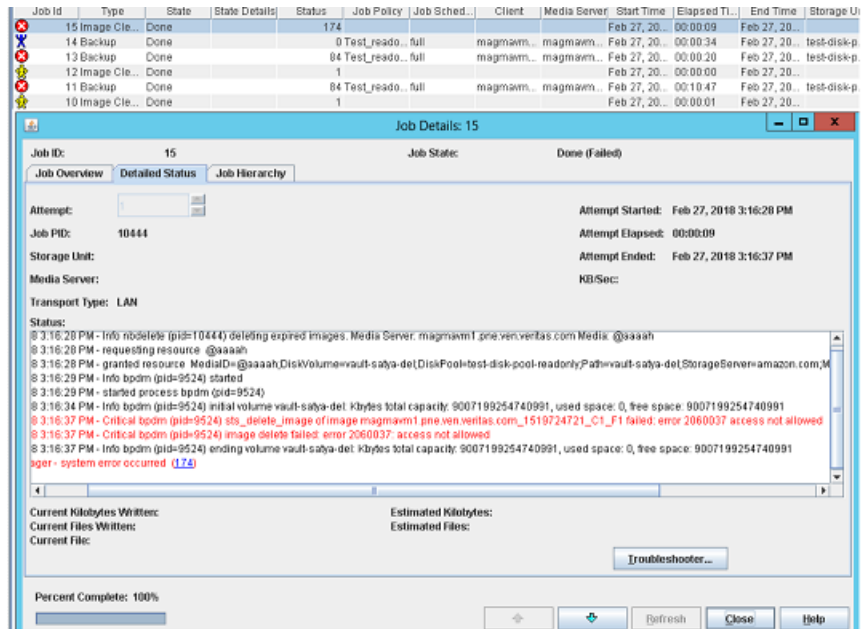 Job Id Type State State Details Status Job Policy Job Sched... Client Media Server Start Time Elapsed Ti... End Time Storage U
15 Image Cle... Done 174 Feb 27, 20... 00:00:09 Feb 27, 20...
14 Backup Done 0 Test_reado... full magmavm... magmavm... Feb 27, 20... 00:00:34 Feb 27, 20... test-disk-p
13 Backup Done 84 Test_reado... full magmavm... magmavm... Feb 27, 20... 00:00:20 Feb 27, 20... test-disk-p
12 Image Cle... Done 1 Feb 27, 20... 00:00:00 Feb 27, 20...
11 Backup Done 84 Test_reado... full magmavm... magmavm... Feb 27, 20... 00:10:47 Feb 27, 20... test-disk-p
10 Image Cle... Done 1 Feb 27, 20... 00:00:01 Feb 27, 20...
Job Details: 15
Job ID: 15 Job State: Done (Failed)
Job Overview Detailed Status Job Hierarchy
Attempt: 1 Attempt Started: Feb 27, 2018 3:16:28 PM
Job PID: 10444 Attempt Elapsed: 00:00:09
Storage Unit: Attempt Ended: Feb 27, 2018 3:16:37 PM
Media Server: KB/Sec:
Transport Type: LAN
Status:
8 3:16:28 PM - Info nbdelete (pid=10444) deleting expired images. Media Server: magmavm1.pne.ven.veritas.com Media: @aaaah
8 3:16:28 PM - requesting resource @aaaah
8 3:16:28 PM - granted resource MediaID=@aaaah;DiskVolume=vault-satya-del;DiskPool=test-disk-pool-readonly;Path=vault-satya-del;StorageServer=amazon.com;M
8 3:16:29 PM - Info bpdm (pid=9524) started
8 3:16:29 PM - started process bpdm (pid=9524)
8 3:16:34 PM - Info bpdm (pid=9524) initial volume vault-satya-del: Kbytes total capacity: 9007199254740991, used space: 0, free space: 9007199254740991
8 3:16:37 PM - Critical bpdm (pid=9524) sts_delete_image of image magmavm1.pne.ven.veritas.com_1519724721_C1_F1 failed: error 2060037 access not allowed
8 3:16:37 PM - Critical bpdm (pid=9524) image delete failed: error 2060037: access not allowed
8 3:16:37 PM - Info bpdm (pid=9524) ending volume vault-satya-del: Kbytes total capacity: 9007199254740991, used space: 0, free space: 9007199254740991
ager - system error occurred (174)
Current Kilobytes Written: Estimated Kilobytes:
Current Files Written: Estimated Files:
Current File:
Troubleshooter...
Percent Complete: 100%
Refresh Close Help